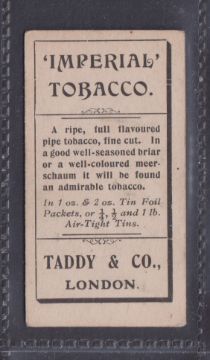 'IMPERIAL'
TOBACCO.
A ripe, full flavoured
pipe tobacco, fine cut. In
a good well-seasoned briar
or a well-coloured meer-
schaum it will be found
an admirable tobacco.
In 1 oz. & 2 oz. Tin Foil
Packets, or ¼, ½ and 1 lb.
Air-Tight Tins.
TADDY & CO.,
LONDON.